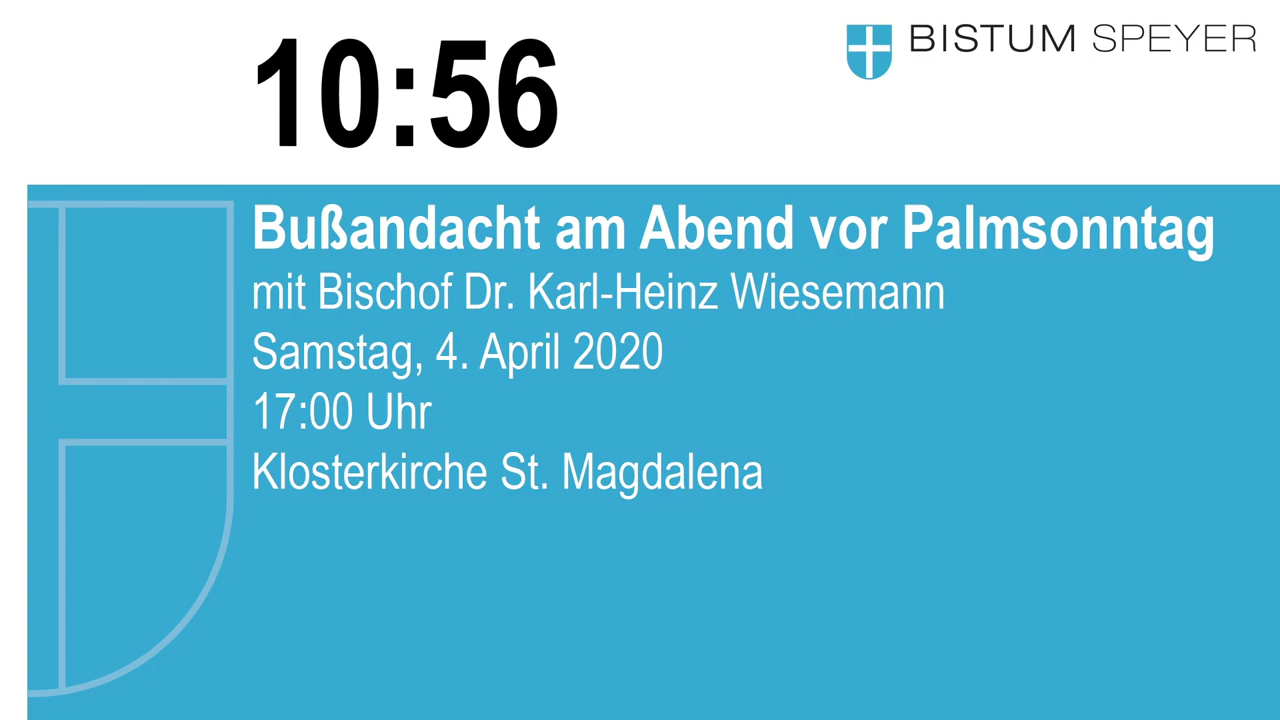 10:56
BISTUM SPEYER
Bußandacht am Abend vor Palmsonntag
mit Bischof Dr. Karl-Heinz Wiesemann
Samstag, 4. April 2020
17:00 Uhr
Klosterkirche St. Magdalena